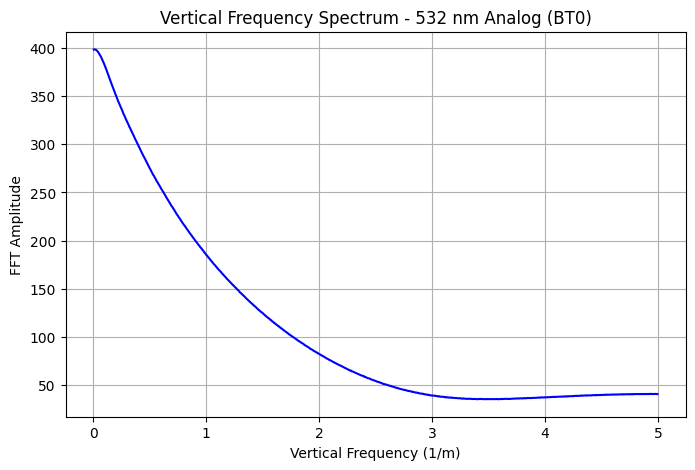 Vertical Frequency Spectrum - 532 nm Analog (BT0)
400
350
300
250
200
150
100
50
FFT Amplitude
0 1 2 3 4 5
Vertical Frequency (1/m)